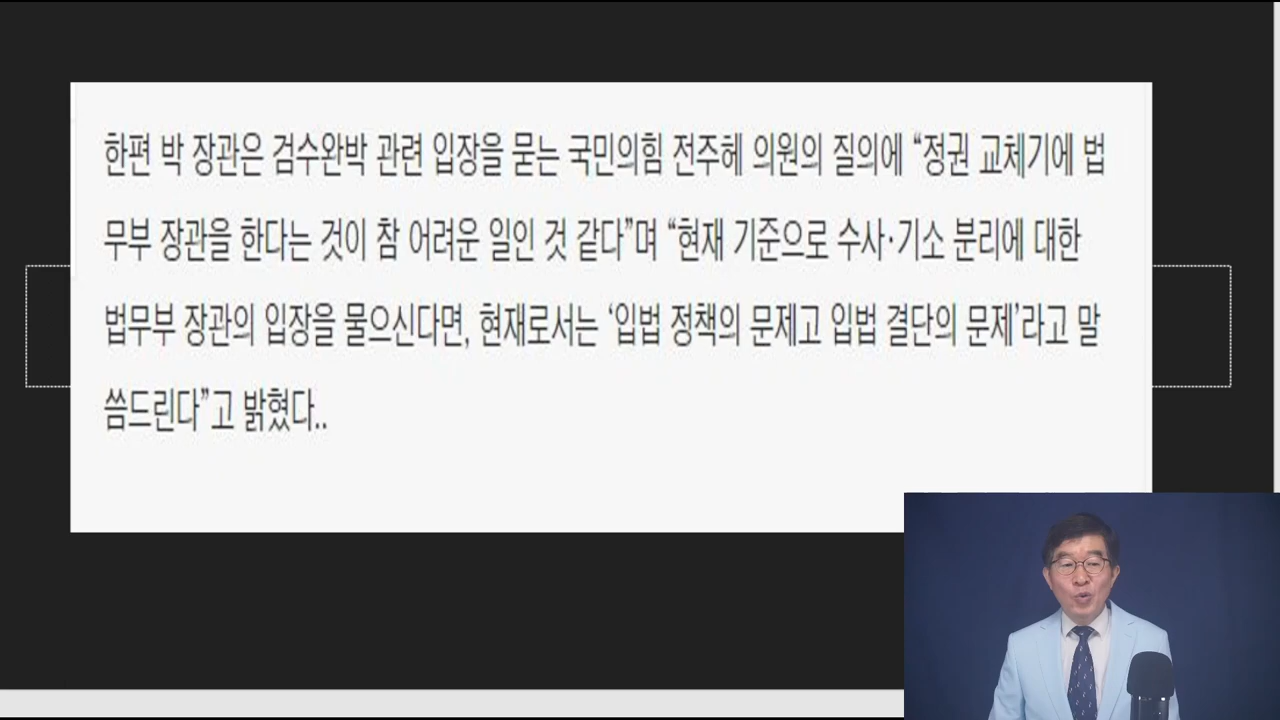 한편 박 장관은 검수완박 관련 입장을 묻는 국민의힘 전주헤 의원의 질의에 “정권 교체기에 법
무부 장관을 한다는 것이 참 어려운 일인 것 같다”며 “현재 기준으로 수사·기소 분리에 대한
법무부 장관의 입장을 물으신다면, 현재로서는 ‘입법 정책의 문제고 입법 결단의 문제’라고 말
씀드린다”고 밝혔다..